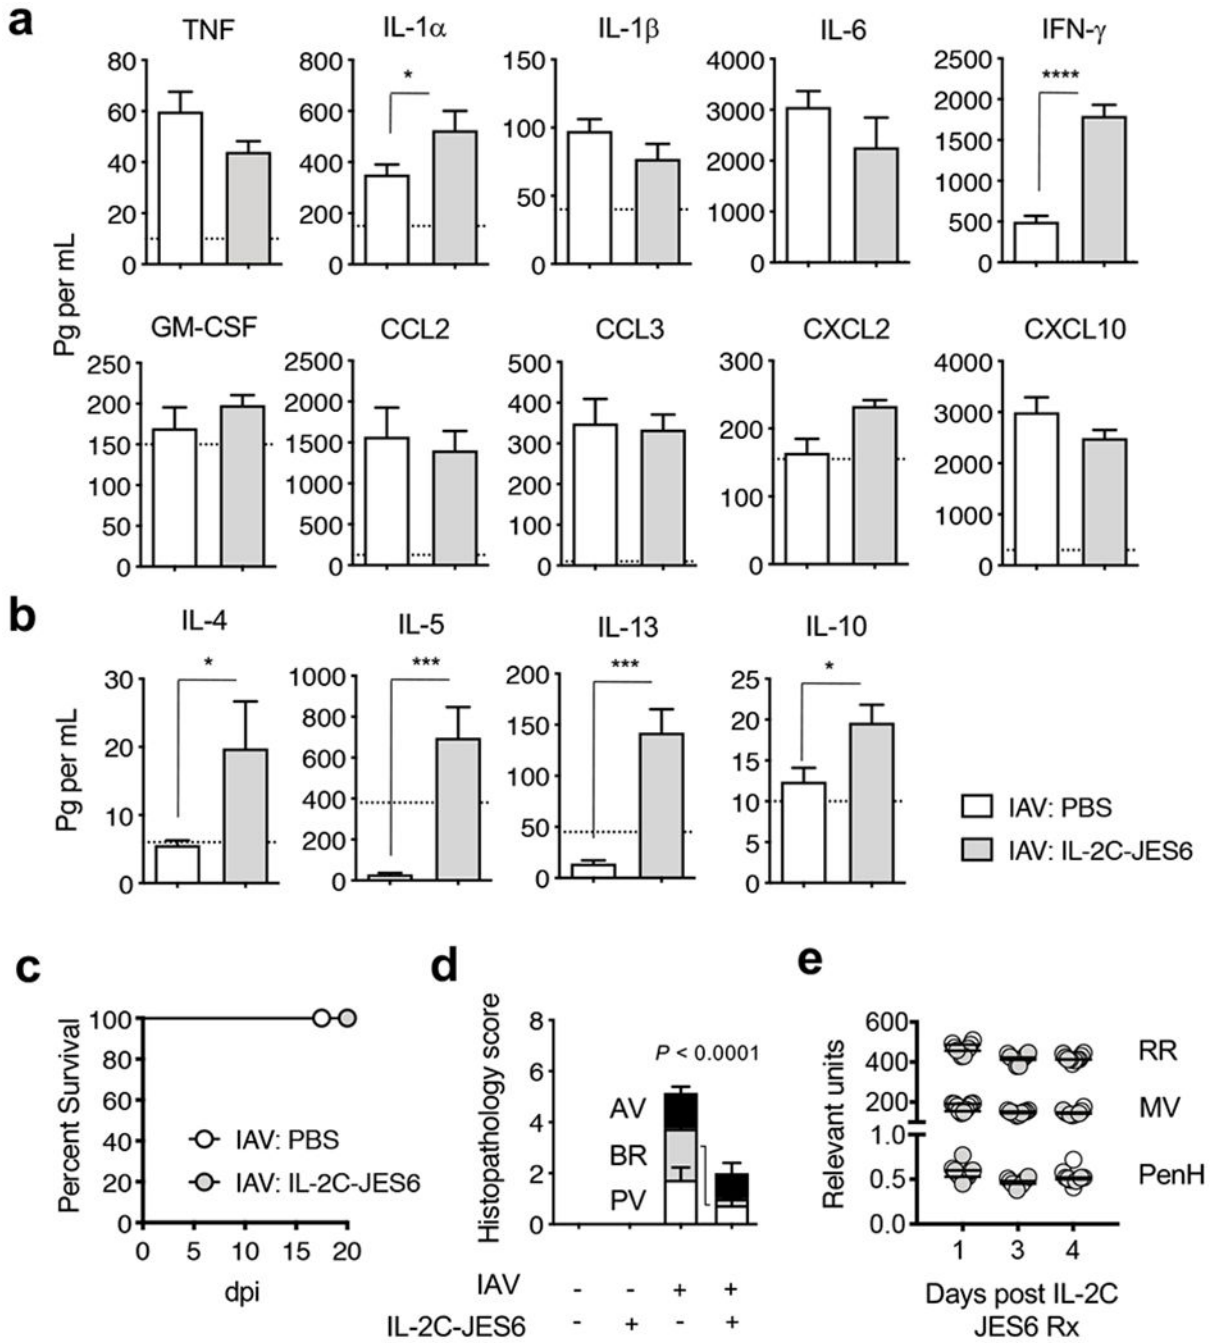 a
TNF
IL-1α
IL-1β
IL-6
IFN-γ
80
60
40
20
0
800
600
400
200
0
*
150
100
50
0
4000
3000
2000
1000
0
2500
2000
1500
1000
500
0
****
Pg per mL
GM-CSF
CCL2
CCL3
CXCL2
CXCL10
250
200
150
100
50
0
2500
2000
1500
1000
500
0
500
400
300
200
100
0
300
200
100
0
4000
3000
2000
1000
0
b
IL-4
IL-5
IL-13
IL-10
Pg per mL
30
20
10
0
*
1000
800
600
400
200
0
***
200
150
100
50
0
***
25
20
15
10
5
0
*
IAV: PBS
IAV: IL-2C-JES6
c
Percent Survival
100
80
60
40
20
0
IAV: PBS
IAV: IL-2C-JES6
0 5 10 15 20
dpi
d
Histopathology score
8
6
4
2
0
P < 0.0001
AV
BR
PV
IAV - - + +
IL-2C-JES6 - + - +
e
Relevant units
600
400
200
1.0
0.5
0.0
RR
MV
PenH
1 3 4
Days post IL-2C
JES6 Rx